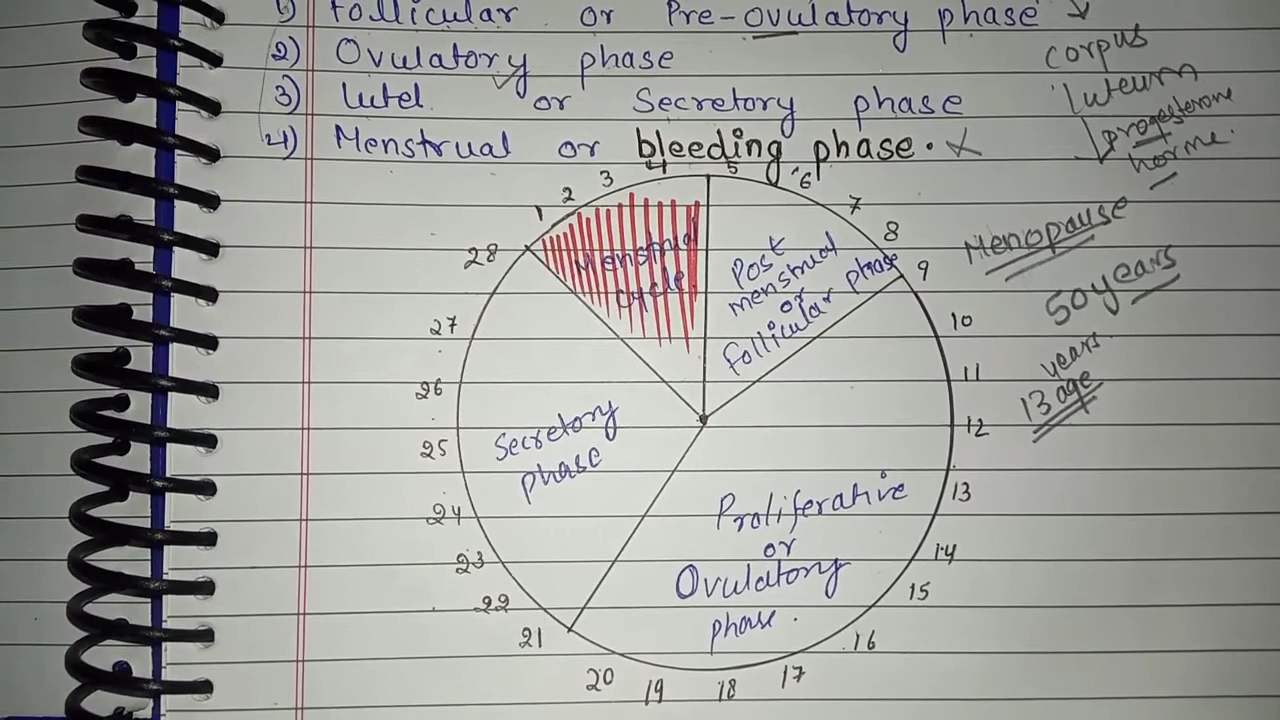 1) Follicular or Pre-ovulatory phase
2) Ovulatory phase
3) lutel or Secretory phase
4) Menstrual or bleeding phase.
corpus
luteum
progesterone
horme.
Menopause
50 years
13 years
age
1
2
3
4
5
6
7
8
9
10
11
12
13
14
15
16
17
18
19
20
21
22
23
24
25
26
27
28
Menstrual
cycle
Post
menstrual
or
follicular phase
Proliferative
or
Ovulatory
phase.
Secretory
phase